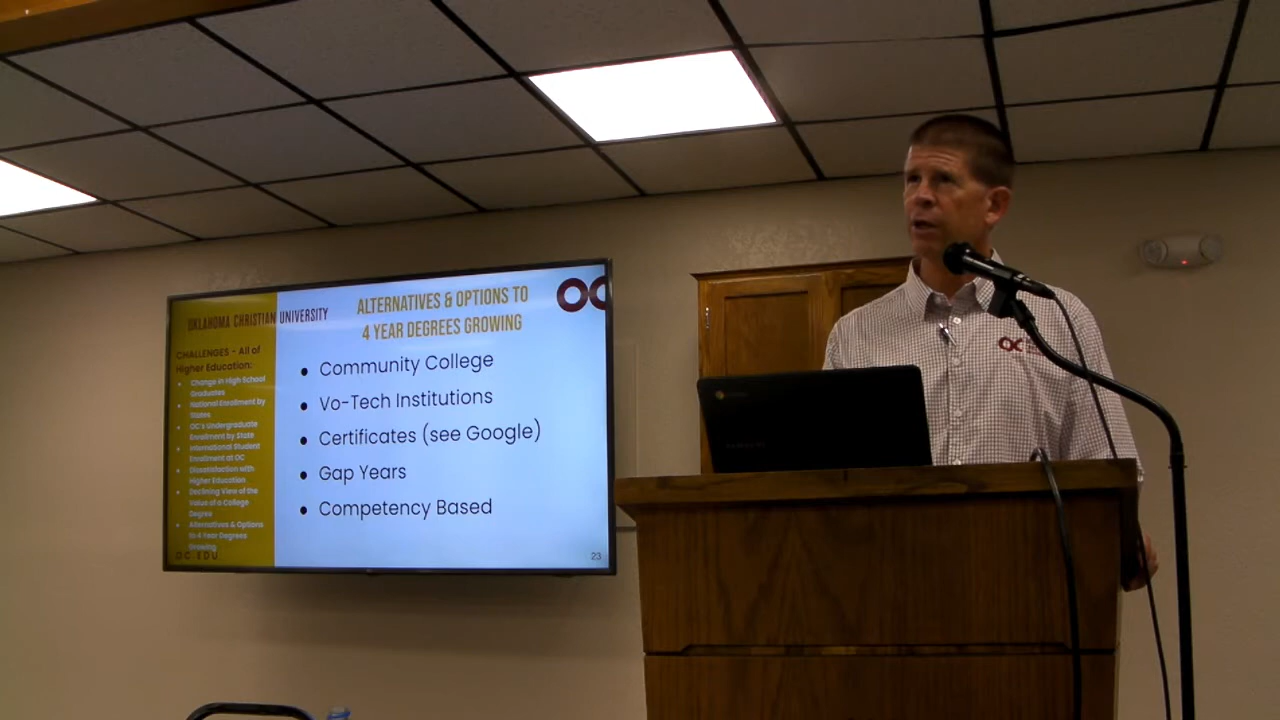 OKLAHOMA CHRISTIAN UNIVERSITY
CHALLENGES - All of
Higher Education:
• Change in High School
Graduates
• National Enrollment by
States
• OC's Undergraduate
Enrollment by State
• International Student
Enrollment at OC
• Dissatisfaction with
Higher Education
• Declining View of the
Value of a College
Degree
• Alternatives & Options
to 4 Year Degrees
Growing
OC.EDU
ALTERNATIVES & OPTIONS TO
4 YEAR DEGREES GROWING
OC
• Community College
• Vo-Tech Institutions
• Certificates (see Google)
• Gap Years
• Competency Based
23
OC
SAMSUNG